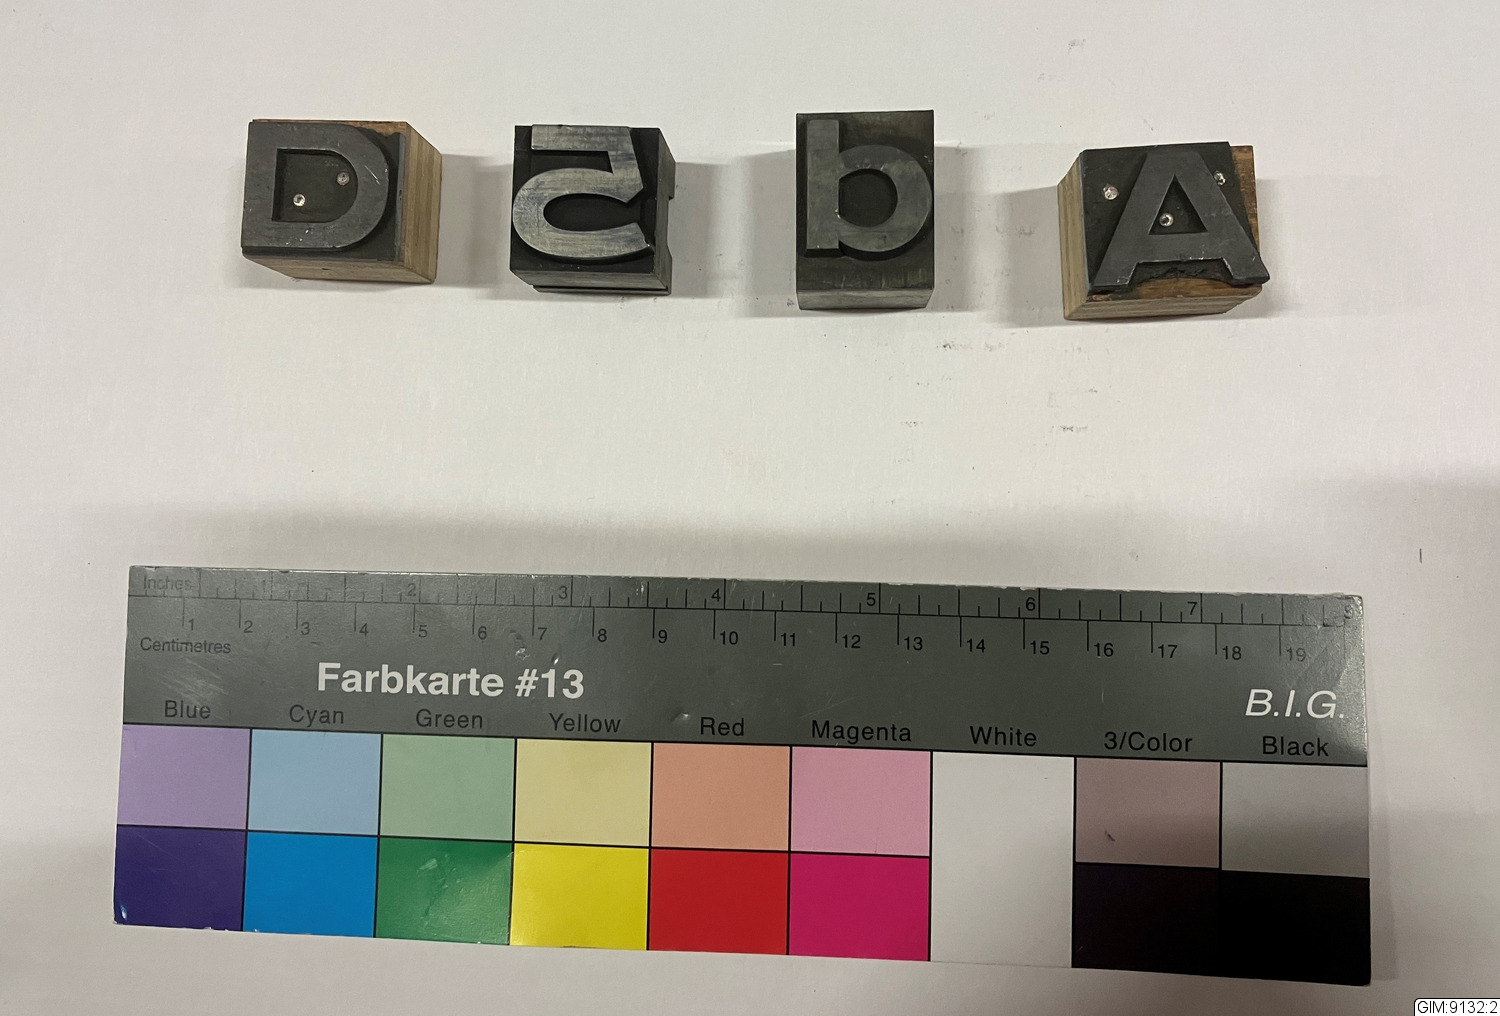 D 5 b A
Inches 1 2 3 4 5 6 7 8
1 2 3 4 5 6 7 8 9 10 11 12 13 14 15 16 17 18 19
Centimetres
Farbkarte #13
B.I.G.
Blue Cyan Green Yellow Red Magenta White 3/Color Black
GIM:9132:2